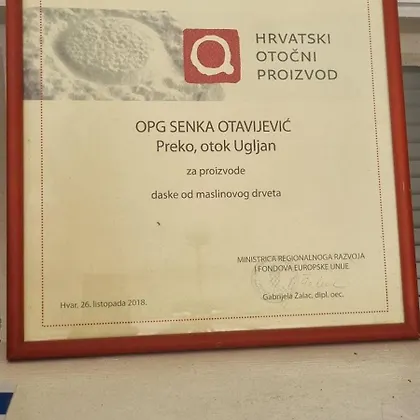 HRVATSKI
OTOČNI
PROIZVOD
OPG SENKA OTAVIJEVIĆ
Preko, otok Ugljan
za proizvode
daske od maslinovog drveta
MINISTRICA REGIONALNOGA RAZVOJA
I FONDOVA EUROPSKE UNIJE
Hvar, 26. listopada 2018.
Gabrijela Žalac, dipl. oec.